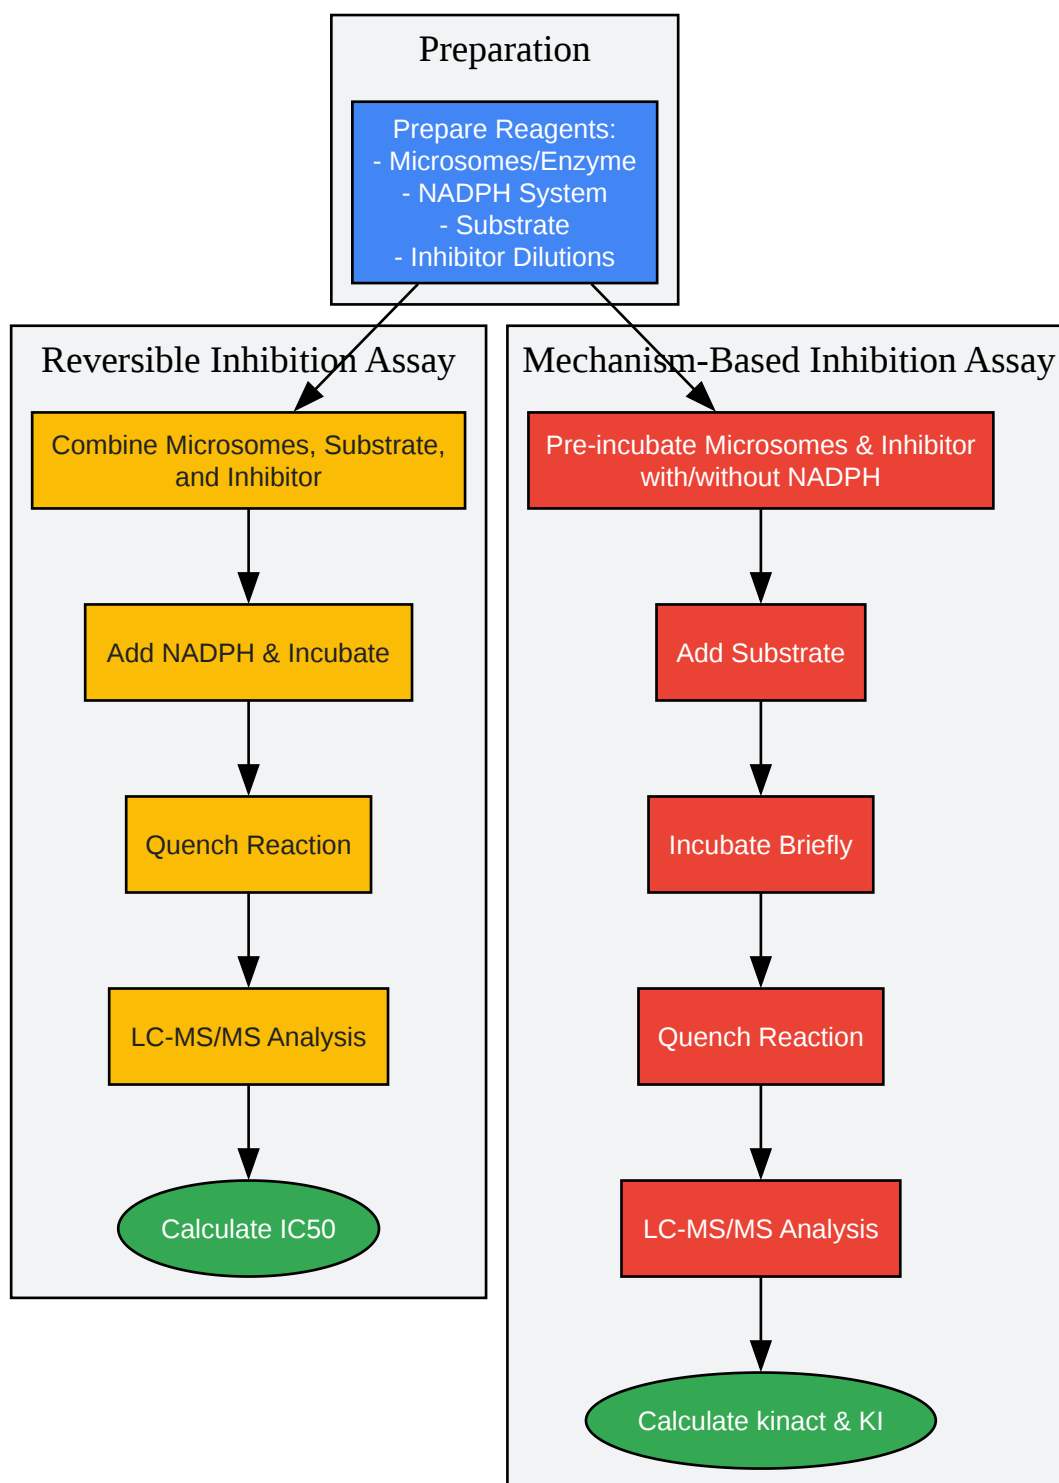 Preparation
Prepare Reagents:
- Microsomes/Enzyme
- NADPH System
- Substrate
- Inhibitor Dilutions
Reversible Inhibition Assay
Combine Microsomes, Substrate,
and Inhibitor
Add NADPH & Incubate
Quench Reaction
LC-MS/MS Analysis
Calculate IC50
Mechanism-Based Inhibition Assay
Pre-incubate Microsomes & Inhibitor
with/without NADPH
Add Substrate
Incubate Briefly
Quench Reaction
LC-MS/MS Analysis
Calculate kinact & KI